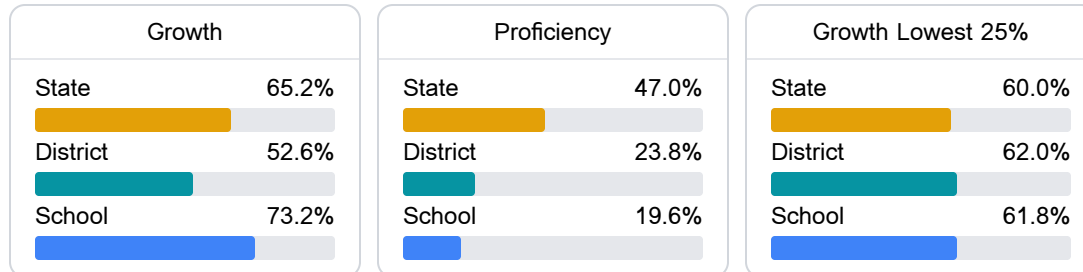 Growth
State 65.2%
District 52.6%
School 73.2%
Proficiency
State 47.0%
District 23.8%
School 19.6%
Growth Lowest 25%
State 60.0%
District 62.0%
School 61.8%